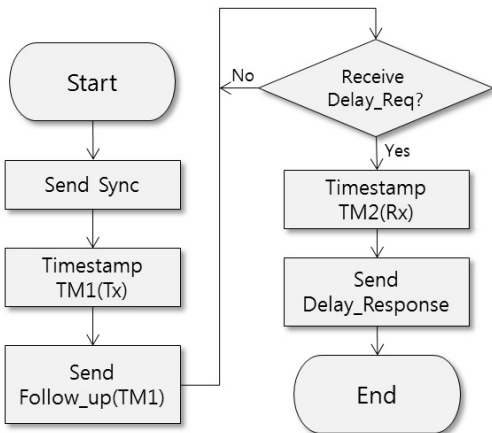 Start
Send Sync
Timestamp
TM1(Tx)
Send
Follow_up(TM1)
Receive
Delay_Req?
No
Yes
Timestamp
TM2(Rx)
Send
Delay_Response
End